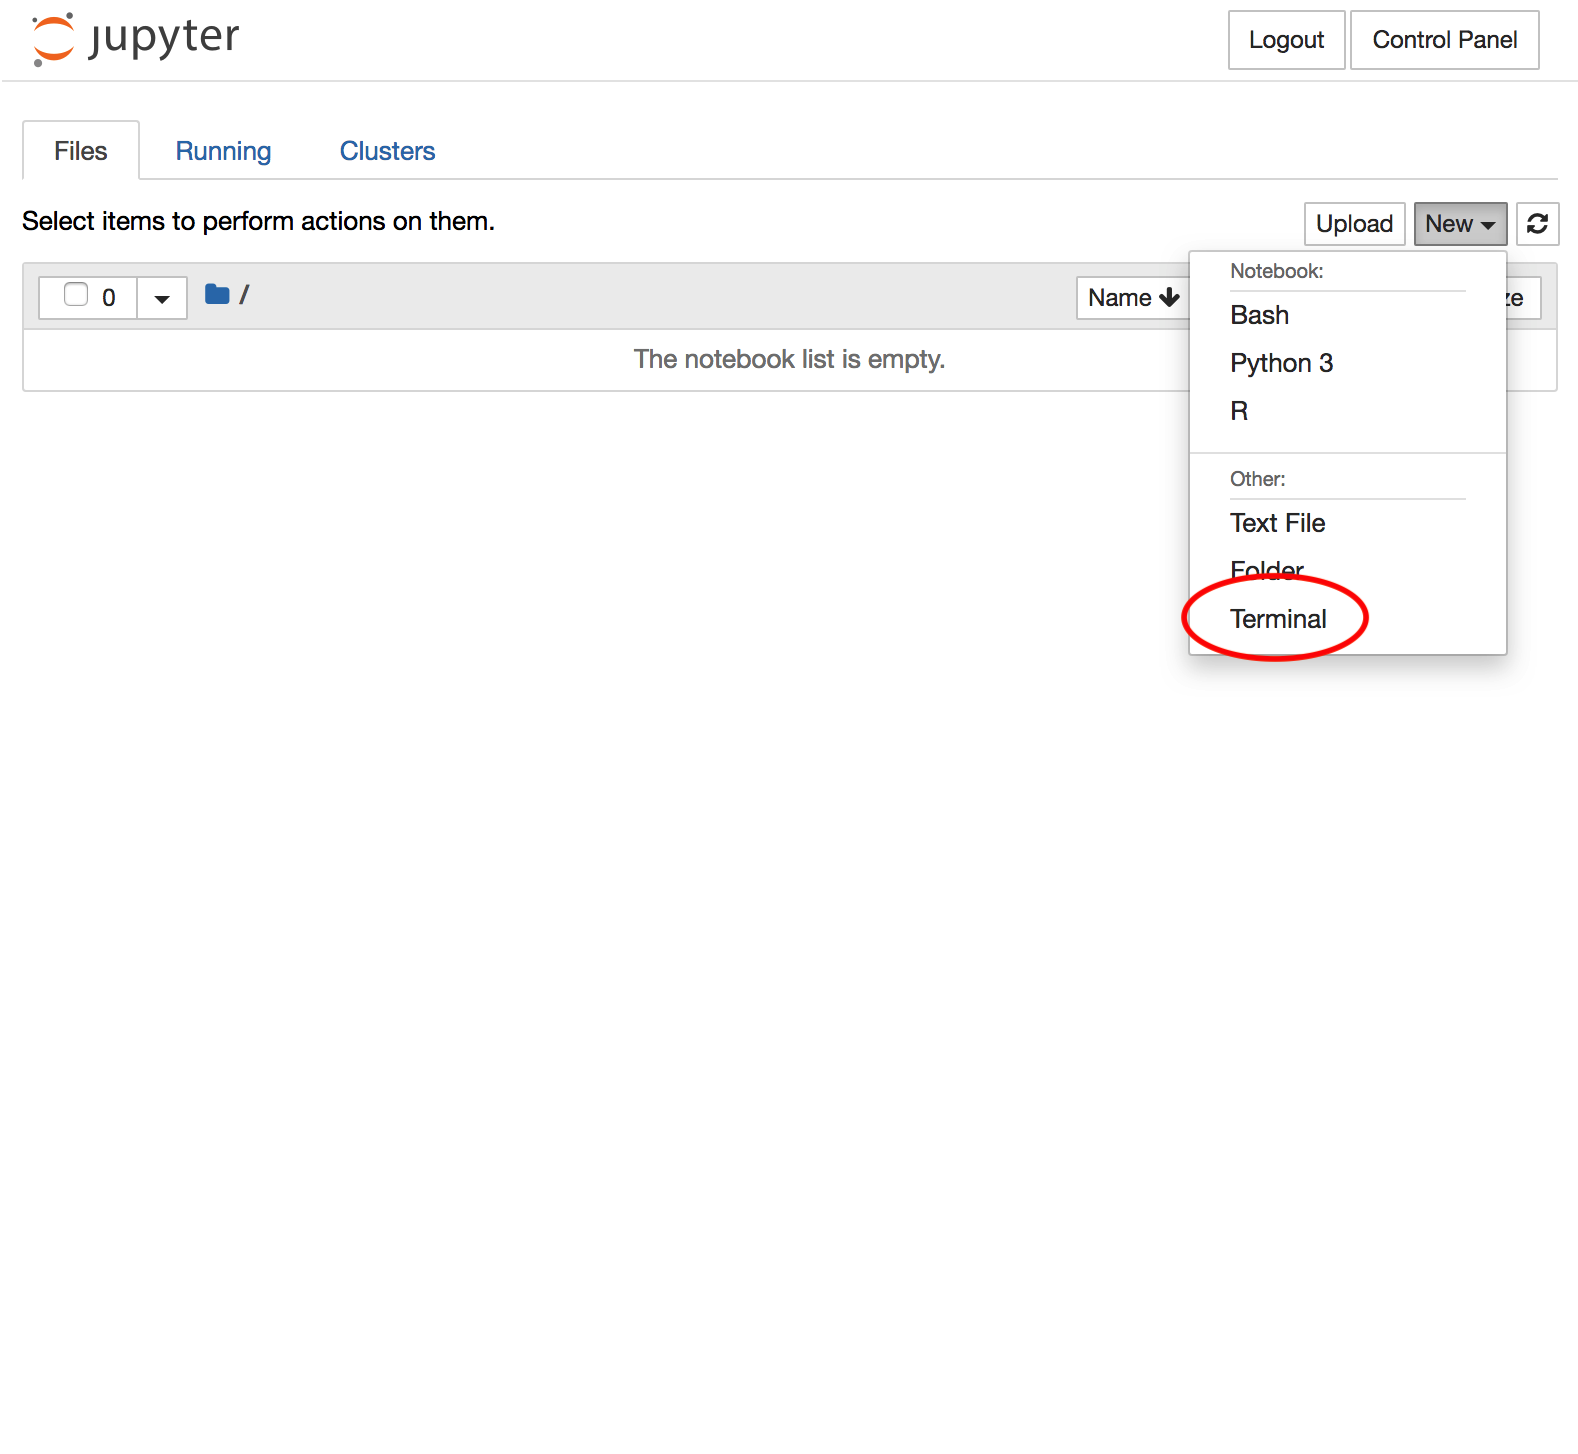 jupyter
Logout Control Panel
Files Running Clusters
Select items to perform actions on them.
Upload New
0 / Name ze
The notebook list is empty.
Notebook:
Bash
Python 3
R
Other:
Text File
Folder
Terminal